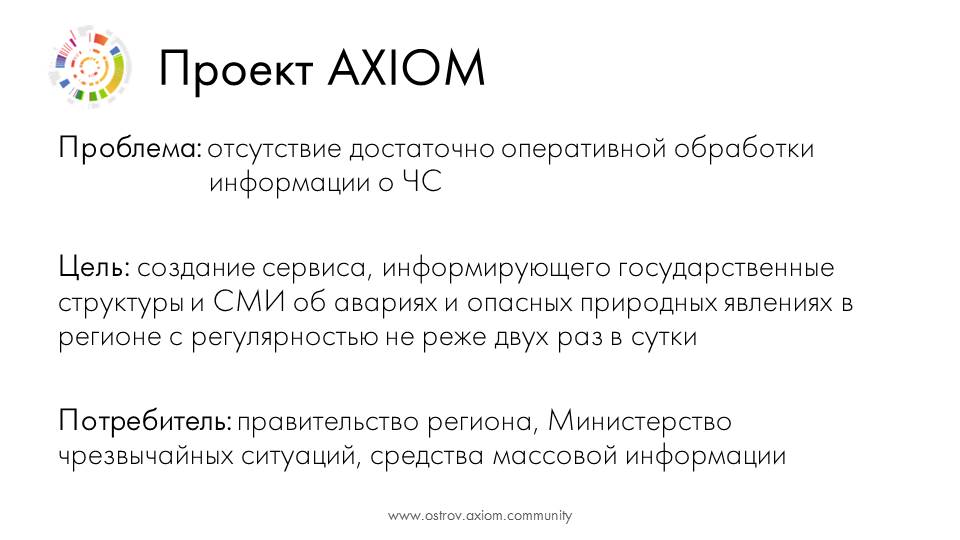 Проект AXIOM
Проблема: отсутствие достаточно оперативной обработки
информации о ЧС
Цель: создание сервиса, информирующего государственные
структуры и СМИ об авариях и опасных природных явлениях в
регионе с регулярностью не реже двух раз в сутки
Потребитель: правительство региона, Министерство
чрезвычайных ситуаций, средства массовой информации
www.ostrov.axiom.community